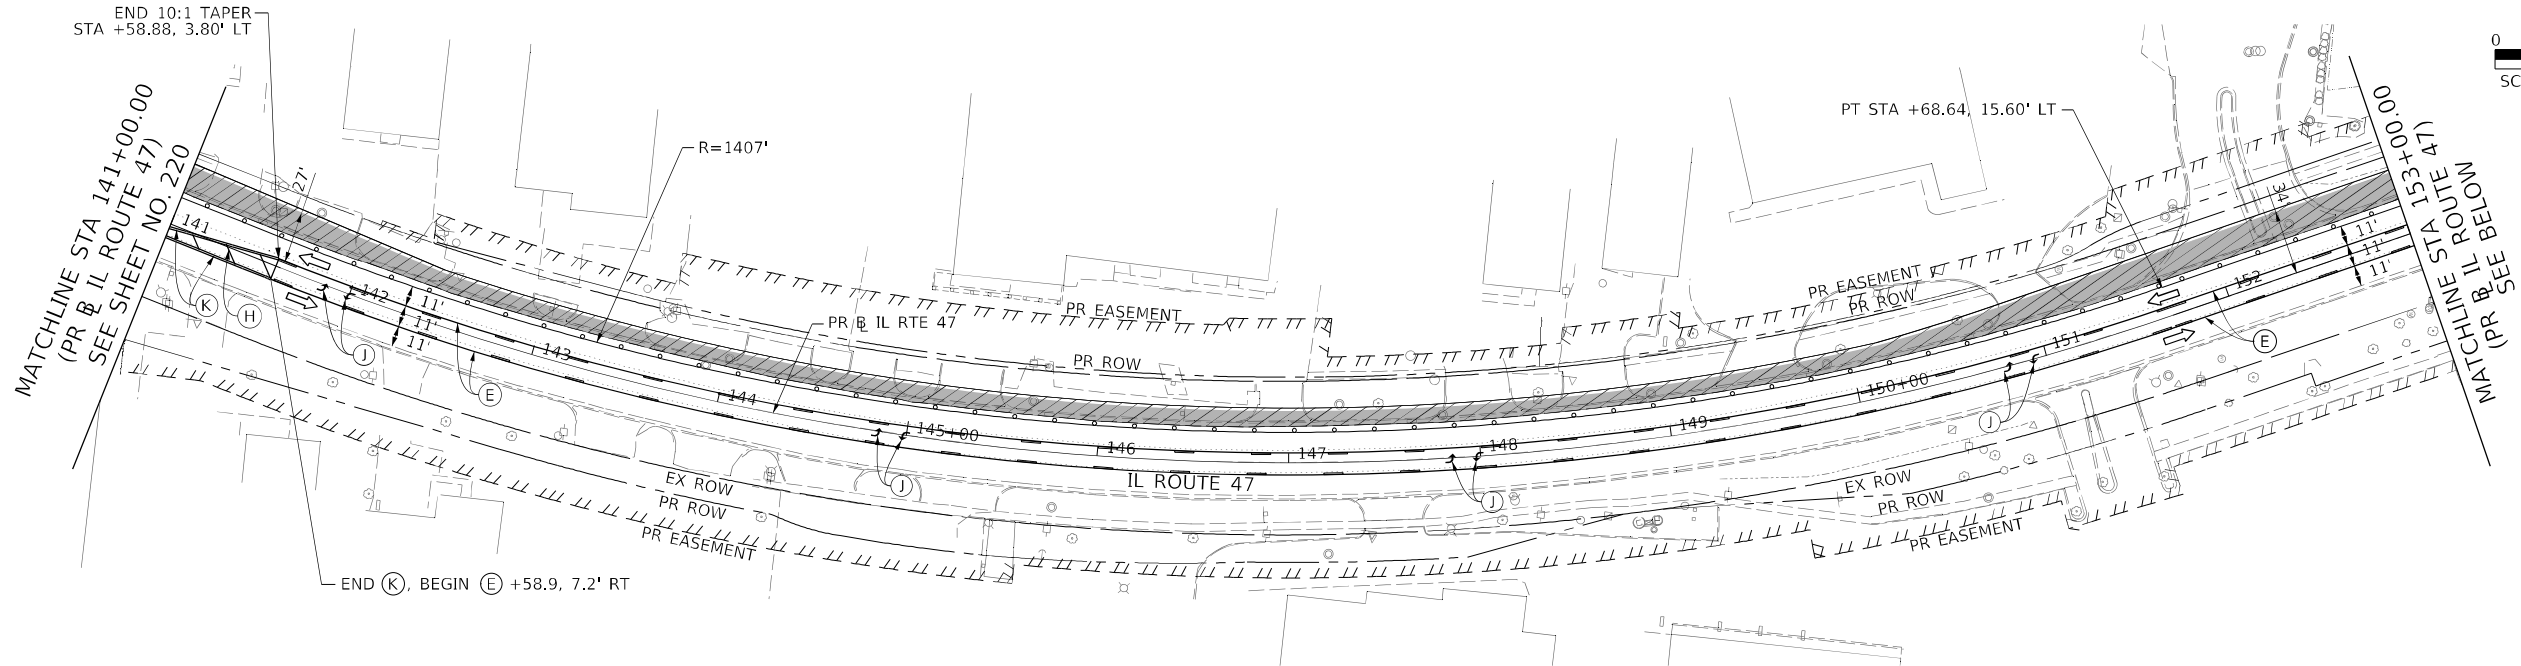 END 10:1 TAPER
STA +58.88, 3.80' LT
MATCHLINE STA 141+00.00
(PR ⅊ IL ROUTE 47)
SEE SHEET NO. 220
27'
R=1407'
PT STA +68.64, 15.60' LT
0
SC
MATCHLINE STA 153+00.00
(PR ⅊ IL ROUTE 47)
SEE BELOW
34'
11'
11'
11'
141
142
11'
11'
11'
K
H
J
E
143
PR ⅊ IL RTE 47
144
145+00
146
147
148
149
150+00
151
152
PR EASEMENT
PR ROW
PR EASEMENT
PR ROW
E
J
J
J
IL ROUTE 47
EX ROW
PR ROW
PR EASEMENT
EX ROW
PR ROW
PR EASEMENT
END K, BEGIN E +58.9, 7.2' RT